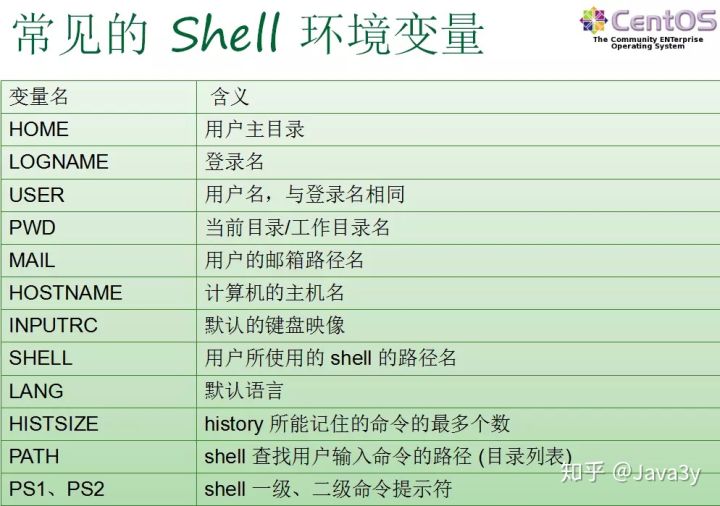 常见的 Shell 环境变量
CentOS
The Community ENTerprise
Operating System
变量名 含义
HOME 用户主目录
LOGNAME 登录名
USER 用户名，与登录名相同
PWD 当前目录/工作目录名
MAIL 用户的邮箱路径名
HOSTNAME 计算机的主机名
INPUTRC 默认的键盘映像
SHELL 用户所使用的 shell 的路径名
LANG 默认语言
HISTSIZE history 所能记住的命令的最多个数
PATH shell 查找用户输入命令的路径 (目录列表)
PS1、PS2 shell 一级、二级命令提示符
知乎 @Java3y